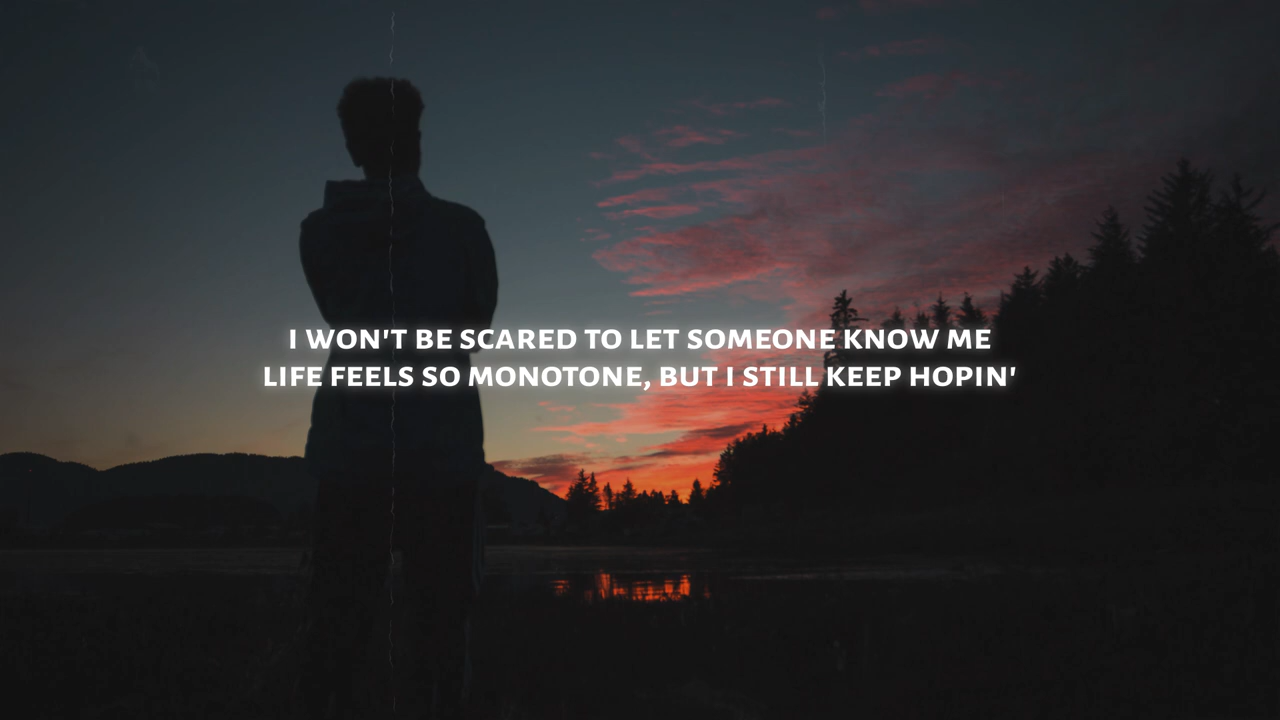 I WON'T BE SCARED TO LET SOMEONE KNOW ME
LIFE FEELS SO MONOTONE, BUT I STILL KEEP HOPIN'